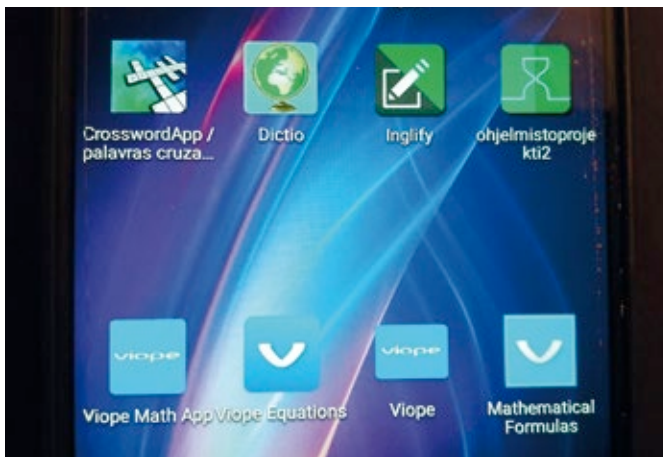 CrosswordApp /
palavras cruza...
Dictio
Inglify
ohjelmistoproje
kti2
viope
Viope Math App
Viope Equations
viope
Viope
Mathematical
Formulas